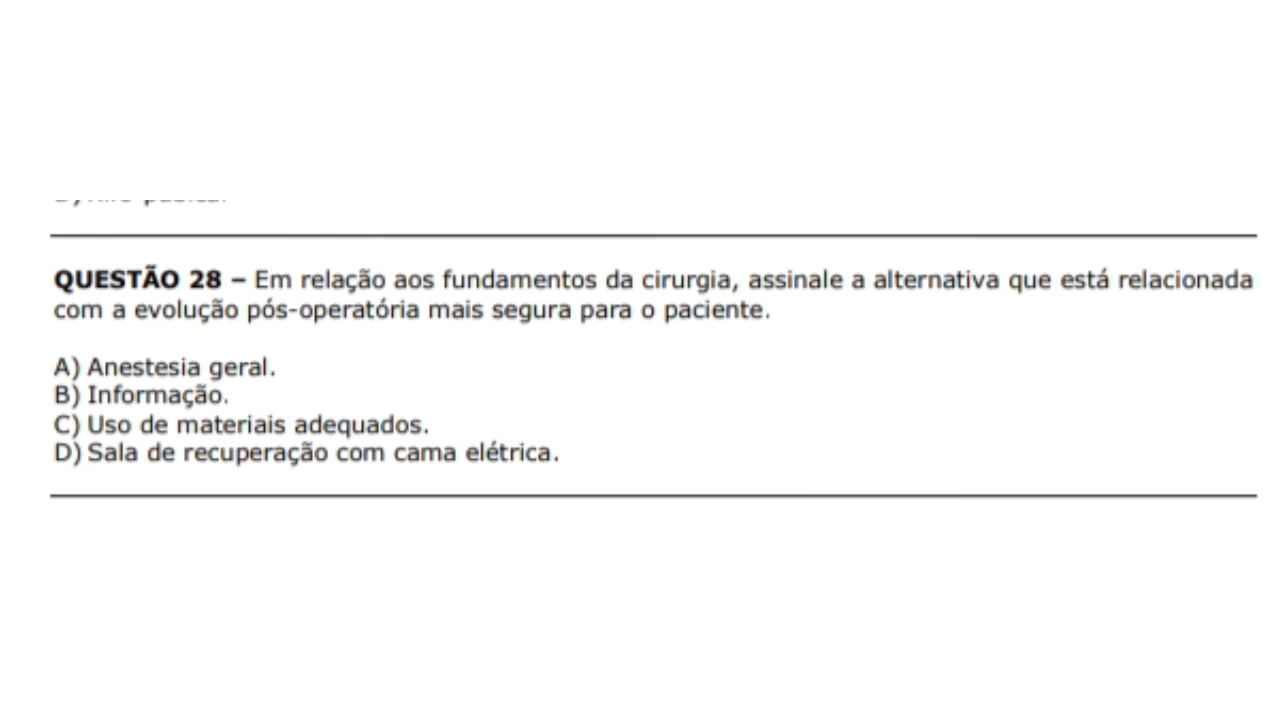 QUESTÃO 28 – Em relação aos fundamentos da cirurgia, assinale a alternativa que está relacionada
com a evolução pós-operatória mais segura para o paciente.
A) Anestesia geral.
B) Informação.
C) Uso de materiais adequados.
D) Sala de recuperação com cama elétrica.